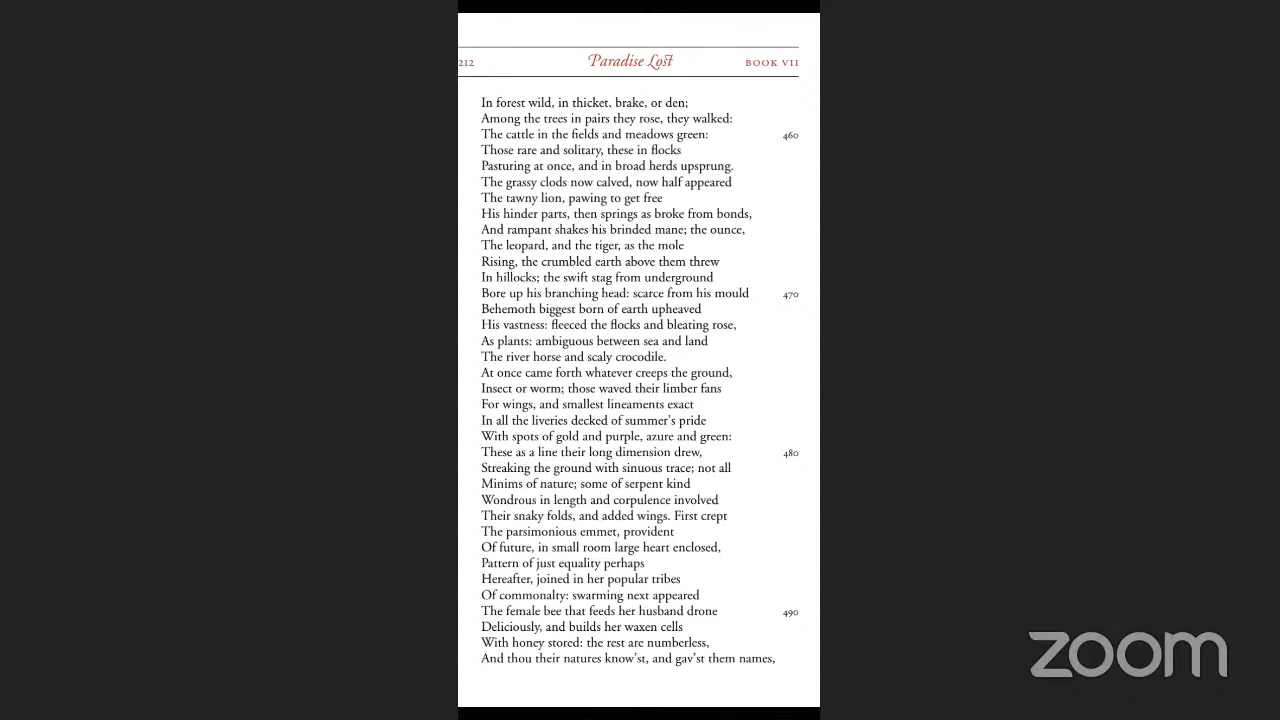 212 Paradise Lost BOOK VII
In forest wild, in thicket, brake, or den;
Among the trees in pairs they rose, they walked:
The cattle in the fields and meadows green: 460
Those rare and solitary, these in flocks
Pasturing at once, and in broad herds upsprung.
The grassy clods now calved, now half appeared
The tawny lion, pawing to get free
His hinder parts, then springs as broke from bonds,
And rampant shakes his brinded mane; the ounce,
The leopard, and the tiger, as the mole
Rising, the crumbled earth above them threw
In hillocks; the swift stag from underground
Bore up his branching head: scarce from his mould 470
Behemoth biggest born of earth upheaved
His vastness: fleeced the flocks and bleating rose,
As plants: ambiguous between sea and land
The river horse and scaly crocodile.
At once came forth whatever creeps the ground,
Insect or worm; those waved their limber fans
For wings, and smallest lineaments exact
In all the liveries decked of summer's pride
With spots of gold and purple, azure and green:
These as a line their long dimension drew, 480
Streaking the ground with sinuous trace; not all
Minims of nature; some of serpent kind
Wondrous in length and corpulence involved
Their snaky folds, and added wings. First crept
The parsimonious emmet, provident
Of future, in small room large heart enclosed,
Pattern of just equality perhaps
Hereafter, joined in her popular tribes
Of commonalty: swarming next appeared
The female bee that feeds her husband drone 490
Deliciously, and builds her waxen cells
With honey stored: the rest are numberless,
And thou their natures know'st, and gav'st them names,
zoom